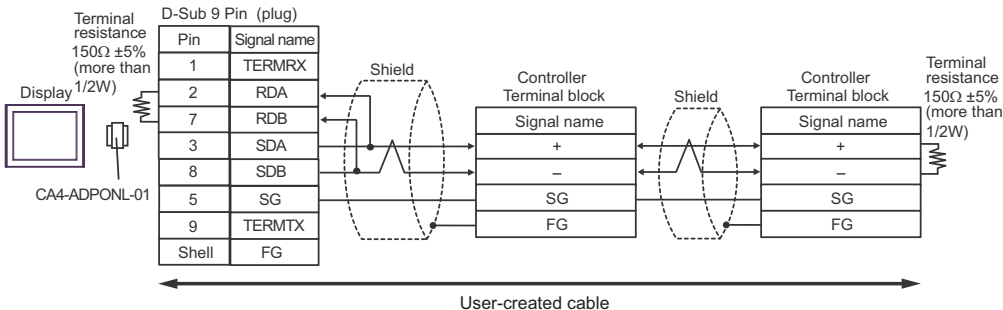 Terminal
resistance
150Ω ±5%
(more than
1/2W)
Display
CA4-ADPONL-01
D-Sub 9 Pin (plug)
Pin Signal name
1 TERMRX
2 RDA
7 RDB
3 SDA
8 SDB
5 SG
9 TERMTX
Shell FG
Shield
Controller
Terminal block
Signal name
+
–
SG
FG
Shield
Controller
Terminal block
Signal name
+
–
SG
FG
Terminal
resistance
150Ω ±5%
(more than
1/2W)
User-created cable